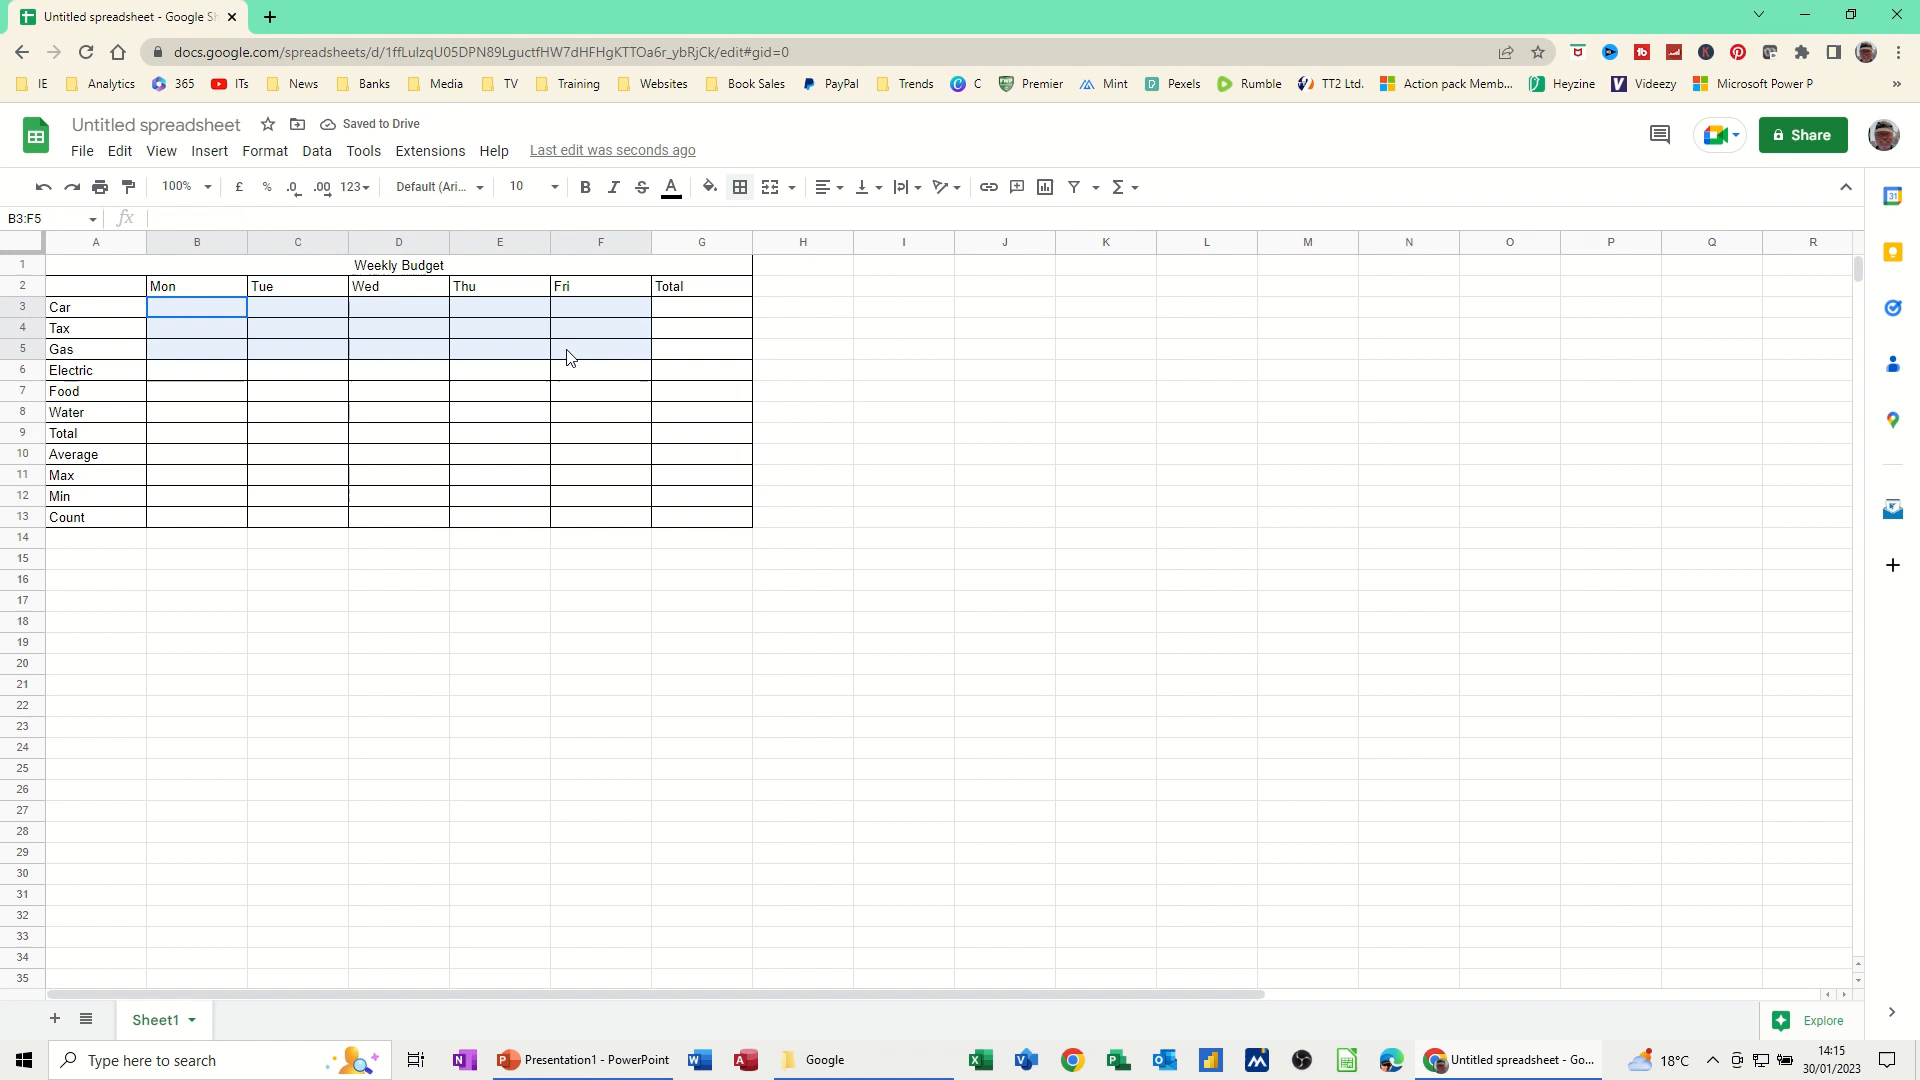 Untitled spreadsheet - Google Sh
docs.google.com/spreadsheets/d/1ffLulzqU05DPN89LguctfHW7dHFHgKTTOa6r_ybRjCk/edit#gid=0
IE Analytics 365 ITs News Banks Media TV Training Websites Book Sales PayPal Trends C Premier Mint Pexels Rumble TT2 Ltd. Action pack Memb... Heyzine Videezy Microsoft Power P »
Untitled spreadsheet Saved to Drive
File Edit View Insert Format Data Tools Extensions Help Last edit was seconds ago
Share
100% £ % .0 .00 123 Default (Ari... 10 B I S A Σ
B3:F5 fx
A B C D E F G H I J K L M N O P Q R
1 Weekly Budget
2 Mon Tue Wed Thu Fri Total
3 Car
4 Tax
5 Gas
6 Electric
7 Food
8 Water
9 Total
10 Average
11 Max
12 Min
13 Count
14
15
16
17
18
19
20
21
22
23
24
25
26
27
28
29
30
31
32
33
34
35
Sheet1 Explore
Type here to search Presentation1 - PowerPoint Google Untitled spreadsheet - Go... 18°C 14:15
30/01/2023